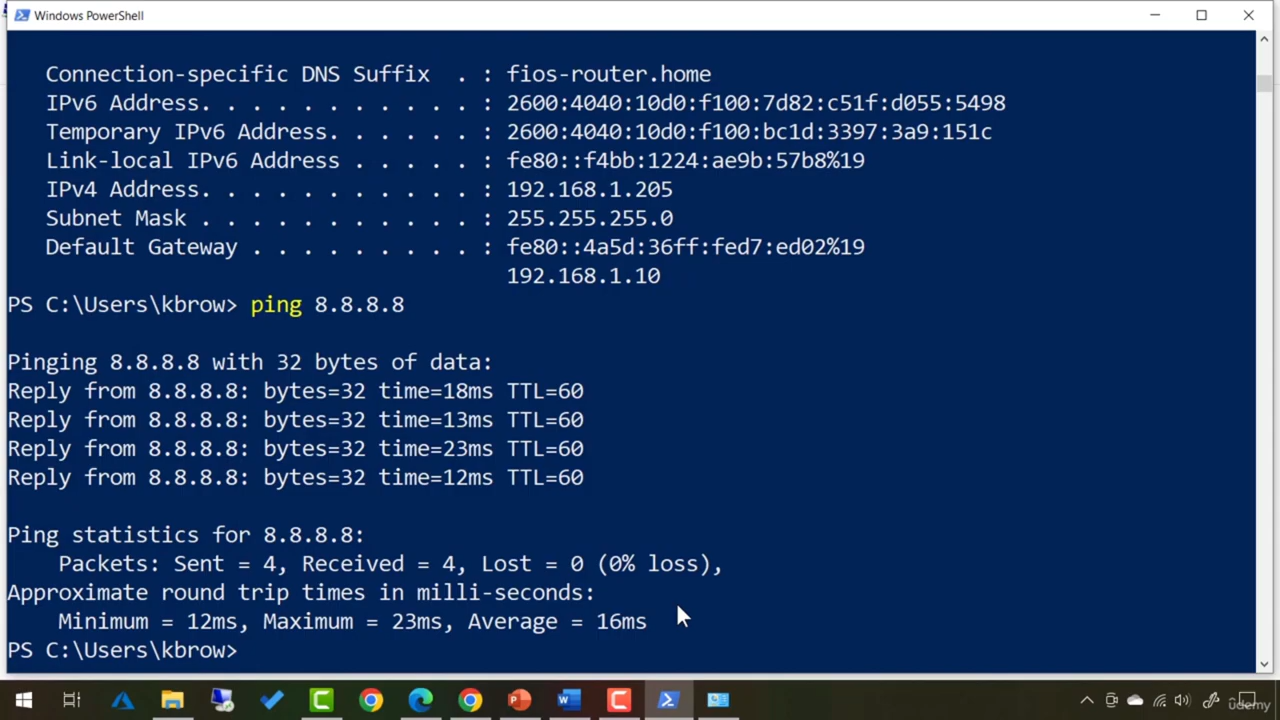 Windows PowerShell
Connection-specific DNS Suffix  . : fios-router.home
IPv6 Address. . . . . . . . . . . : 2600:4040:10d0:f100:7d82:c51f:d055:5498
Temporary IPv6 Address. . . . . . : 2600:4040:10d0:f100:bc1d:3397:3a9:151c
Link-local IPv6 Address . . . . . : fe80::f4bb:1224:ae9b:57b8%19
IPv4 Address. . . . . . . . . . . : 192.168.1.205
Subnet Mask . . . . . . . . . . . : 255.255.255.0
Default Gateway . . . . . . . . . : fe80::4a5d:36ff:fed7:ed02%19
192.168.1.10
PS C:\Users\kbrow> ping 8.8.8.8
Pinging 8.8.8.8 with 32 bytes of data:
Reply from 8.8.8.8: bytes=32 time=18ms TTL=60
Reply from 8.8.8.8: bytes=32 time=13ms TTL=60
Reply from 8.8.8.8: bytes=32 time=23ms TTL=60
Reply from 8.8.8.8: bytes=32 time=12ms TTL=60
Ping statistics for 8.8.8.8:
Packets: Sent = 4, Received = 4, Lost = 0 (0% loss),
Approximate round trip times in milli-seconds:
Minimum = 12ms, Maximum = 23ms, Average = 16ms
PS C:\Users\kbrow>
udemy